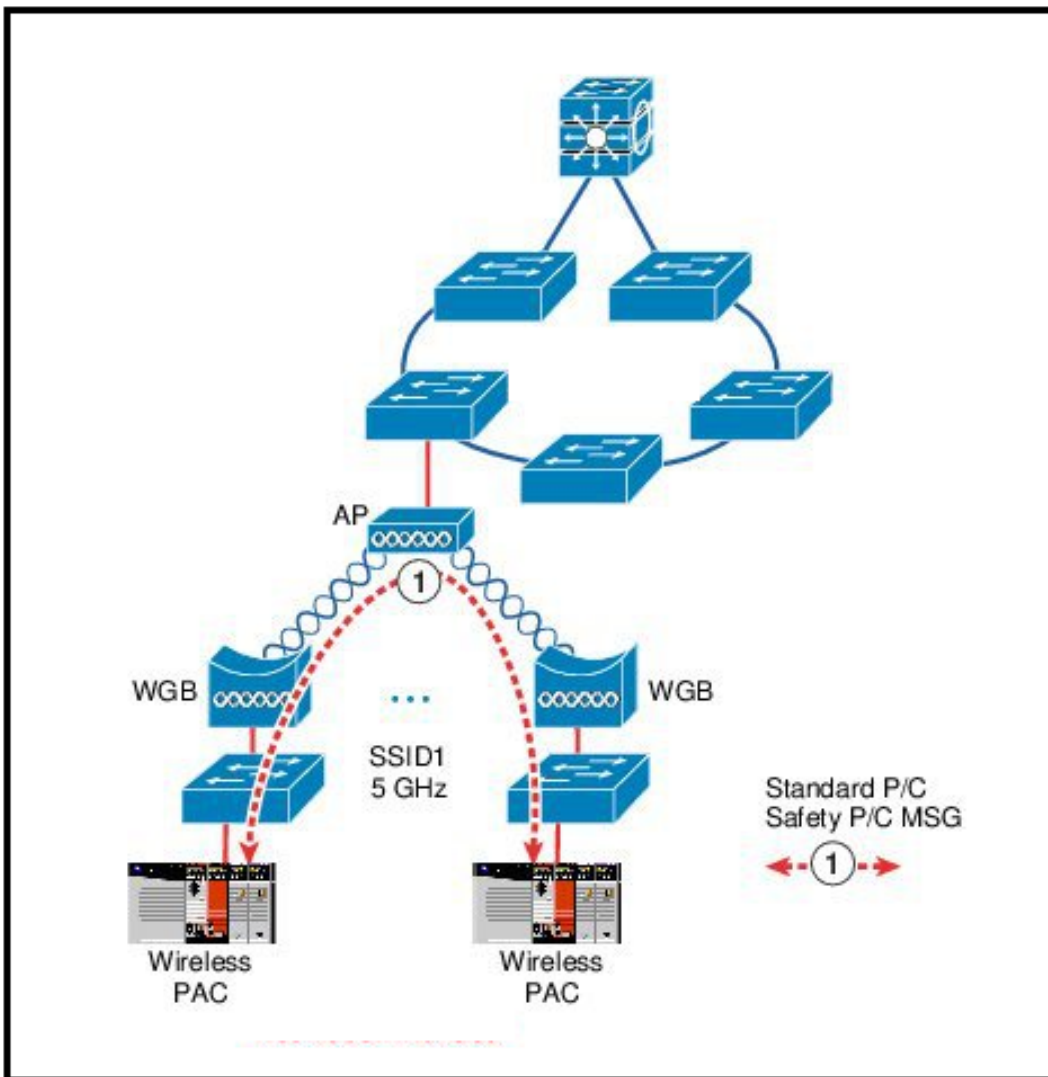 AP
1
WGB
WGB
...
SSID1
5 GHz
Standard P/C
Safety P/C MSG
1
Wireless
PAC
Wireless
PAC